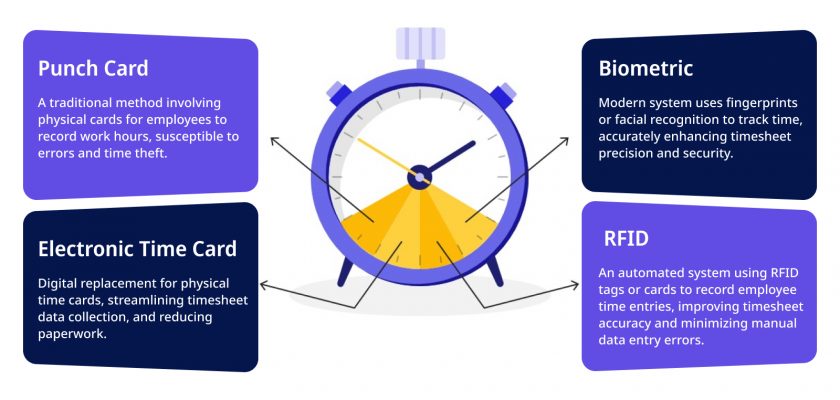 Punch Card
A traditional method involving
physical cards for employees to
record work hours, susceptible to
errors and time theft.
Electronic Time Card
Digital replacement for physical
time cards, streamlining timesheet
data collection, and reducing
paperwork.
Biometric
Modern system uses fingerprints
or facial recognition to track time,
accurately enhancing timesheet
precision and security.
RFID
An automated system using RFID
tags or cards to record employee
time entries, improving timesheet
accuracy and minimizing manual
data entry errors.